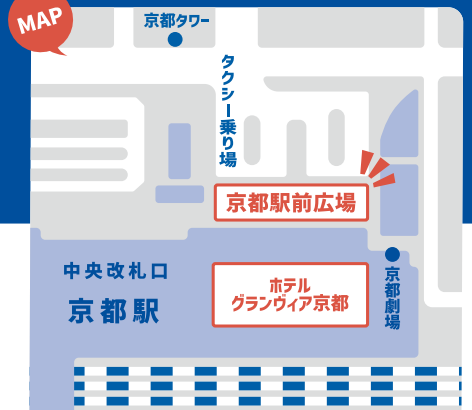 MAP
京都タワー
タクシー乗り場
京都駅前広場
中央改札口
京都駅
ホテル
グランヴィア京都
京都劇場